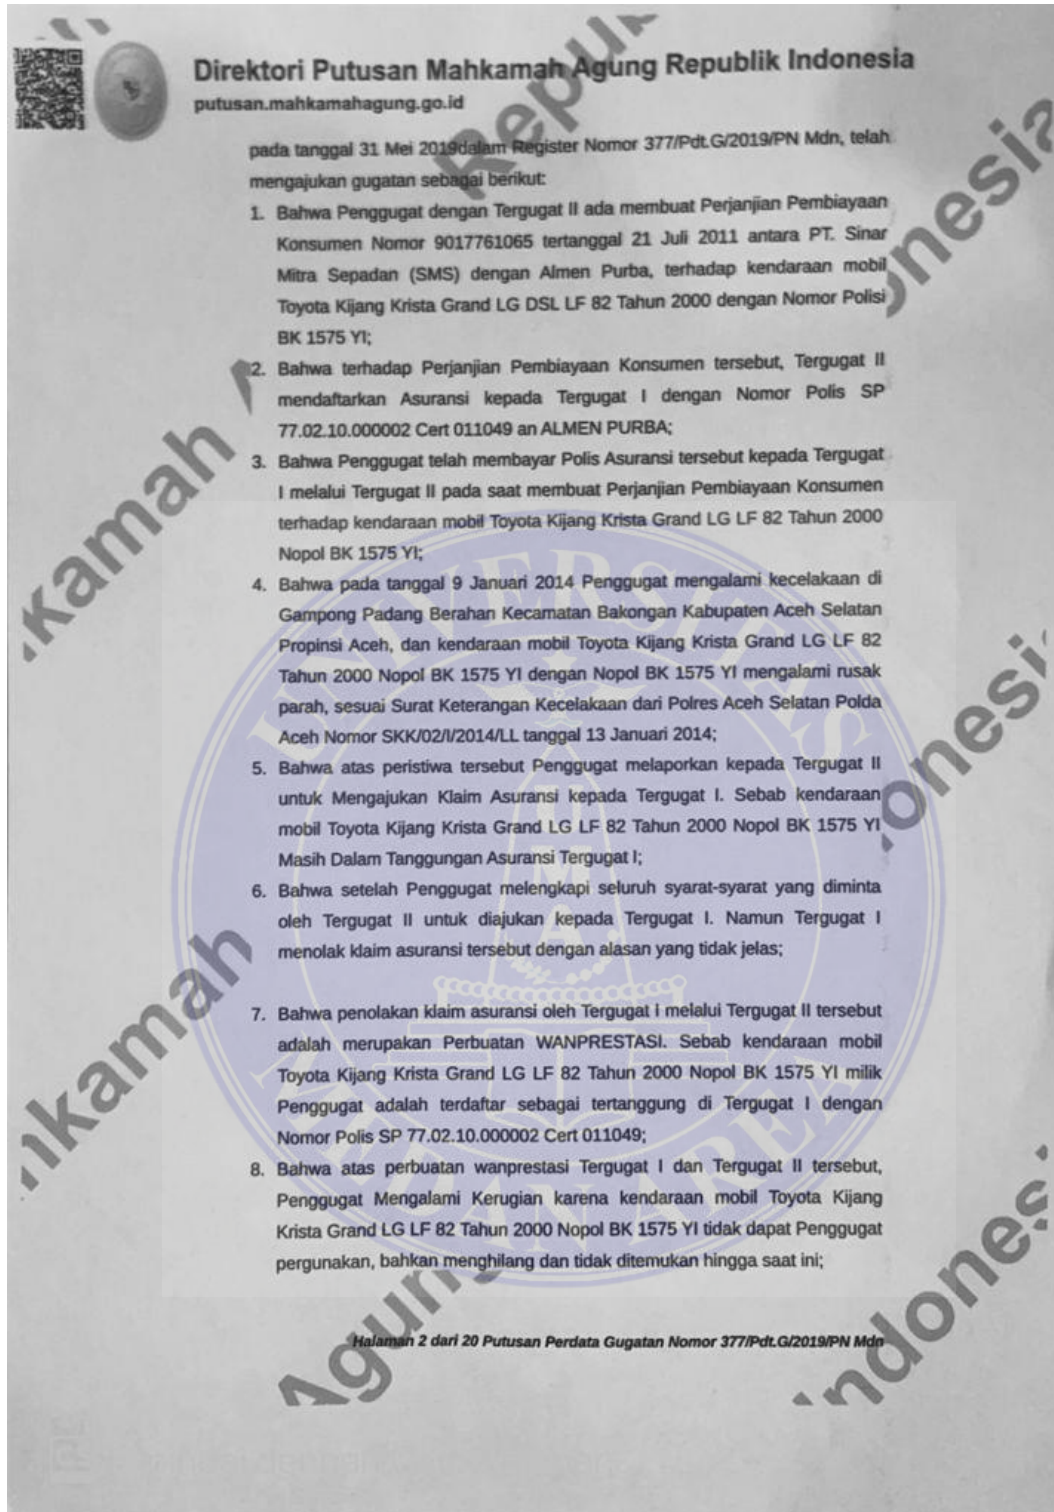 Direktori Putusan Mahkamah Agung Republik Indonesia
putusan.mahkamahagung.go.id
pada tanggal 31 Mei 2019dalam Register Nomor 377/Pdt.G/2019/PN Mdn, telah
mengajukan gugatan sebagai berikut:
1. Bahwa Penggugat dengan Tergugat II ada membuat Perjanjian Pembiayaan
Konsumen Nomor 9017761065 tertanggal 21 Juli 2011 antara PT. Sinar
Mitra Sepadan (SMS) dengan Almen Purba, terhadap kendaraan mobil
Toyota Kijang Krista Grand LG DSL LF 82 Tahun 2000 dengan Nomor Polisi
BK 1575 YI;
2. Bahwa terhadap Perjanjian Pembiayaan Konsumen tersebut, Tergugat II
mendaftarkan Asuransi kepada Tergugat I dengan Nomor Polis SP
77.02.10.000002 Cert 011049 an ALMEN PURBA;
3. Bahwa Penggugat telah membayar Polis Asuransi tersebut kepada Tergugat
I melalui Tergugat II pada saat membuat Perjanjian Pembiayaan Konsumen
terhadap kendaraan mobil Toyota Kijang Krista Grand LG LF 82 Tahun 2000
Nopol BK 1575 YI;
4. Bahwa pada tanggal 9 Januari 2014 Penggugat mengalami kecelakaan di
Gampong Padang Berahan Kecamatan Bakongan Kabupaten Aceh Selatan
Propinsi Aceh, dan kendaraan mobil Toyota Kijang Krista Grand LG LF 82
Tahun 2000 Nopol BK 1575 YI dengan Nopol BK 1575 YI mengalami rusak
parah, sesuai Surat Keterangan Kecelakaan dari Polres Aceh Selatan Polda
Aceh Nomor SKK/02/I/2014/LL tanggal 13 Januari 2014;
5. Bahwa atas peristiwa tersebut Penggugat melaporkan kepada Tergugat II
untuk Mengajukan Klaim Asuransi kepada Tergugat I. Sebab kendaraan
mobil Toyota Kijang Krista Grand LG LF 82 Tahun 2000 Nopol BK 1575 YI
Masih Dalam Tanggungan Asuransi Tergugat I;
6. Bahwa setelah Penggugat melengkapi seluruh syarat-syarat yang diminta
oleh Tergugat II untuk diajukan kepada Tergugat I. Namun Tergugat I
menolak klaim asuransi tersebut dengan alasan yang tidak jelas;
7. Bahwa penolakan klaim asuransi oleh Tergugat I melalui Tergugat II tersebut
adalah merupakan Perbuatan WANPRESTASI. Sebab kendaraan mobil
Toyota Kijang Krista Grand LG LF 82 Tahun 2000 Nopol BK 1575 YI milik
Penggugat adalah terdaftar sebagai tertanggung di Tergugat I dengan
Nomor Polis SP 77.02.10.000002 Cert 011049;
8. Bahwa atas perbuatan wanprestasi Tergugat I dan Tergugat II tersebut,
Penggugat Mengalami Kerugian karena kendaraan mobil Toyota Kijang
Krista Grand LG LF 82 Tahun 2000 Nopol BK 1575 YI tidak dapat Penggugat
pergunakan, bahkan menghilang dan tidak ditemukan hingga saat ini;
Halaman 2 dari 20 Putusan Perdata Gugatan Nomor 377/Pdt.G/2019/PN Mdn
UNIVERSITAS
UMA
MEDAN AREA